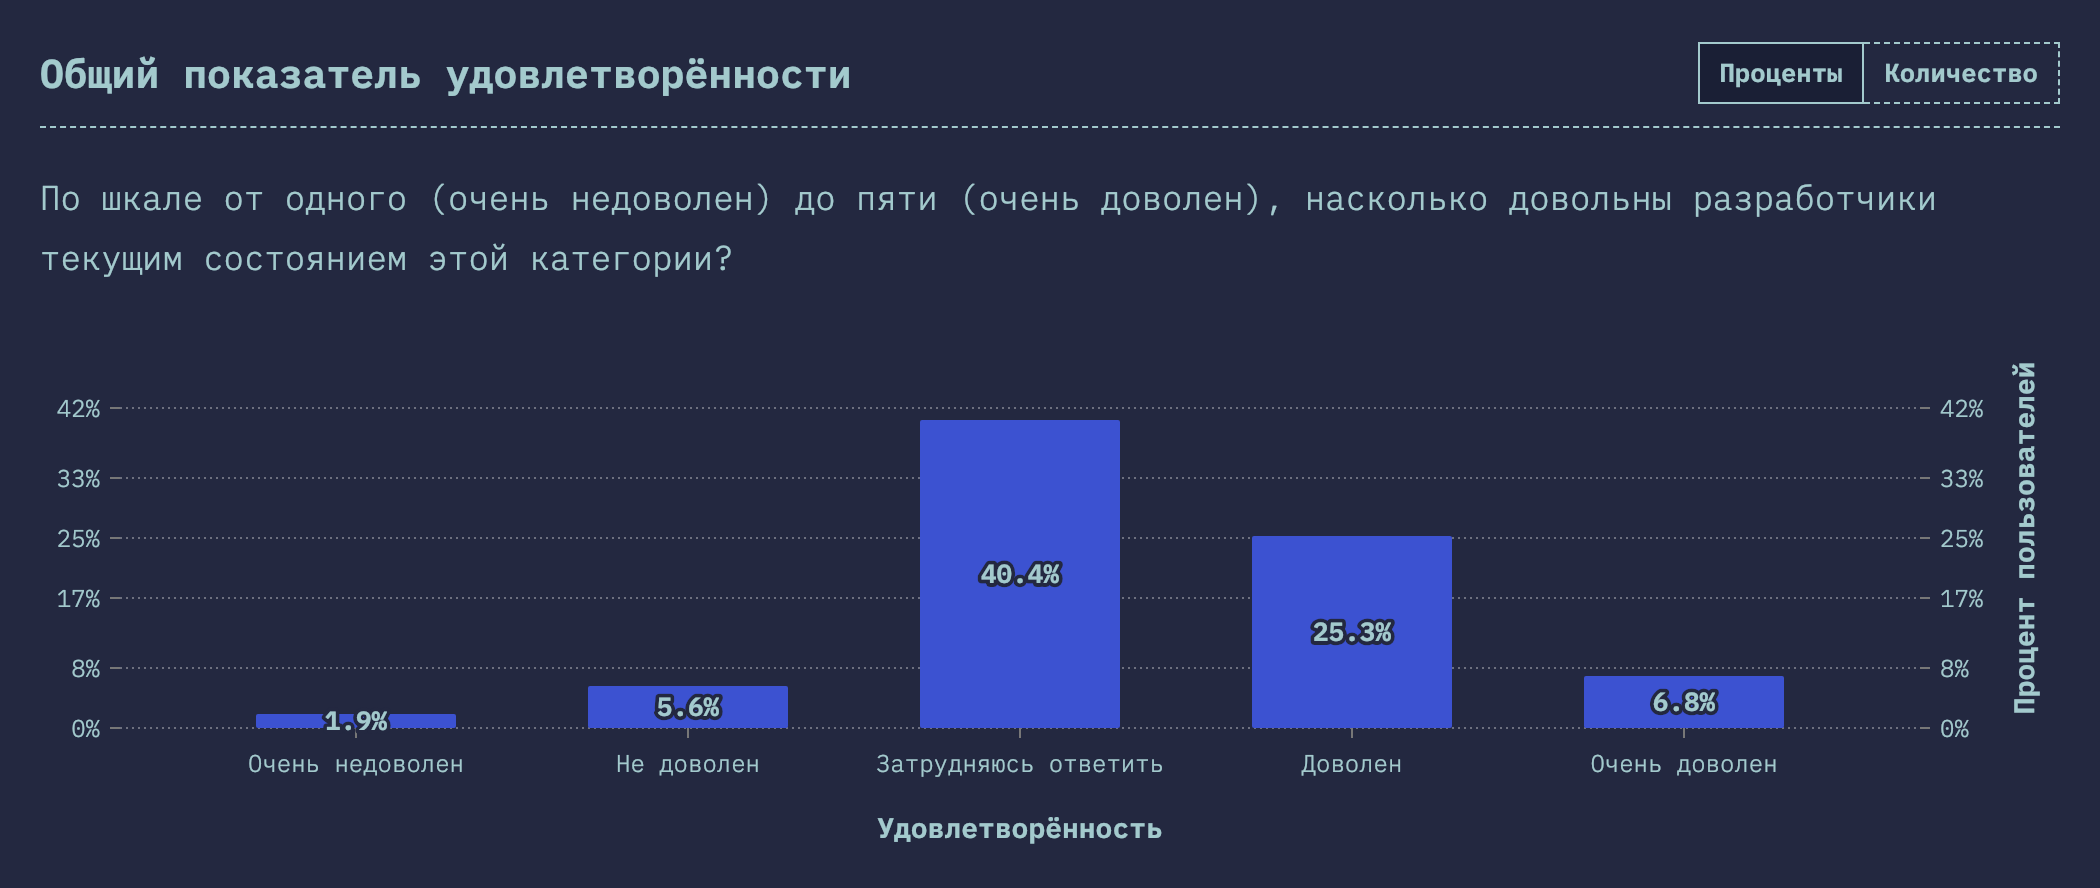 Общий показатель удовлетворённости
Проценты Количество
По шкале от одного (очень недоволен) до пяти (очень доволен), насколько довольны разработчики
текущим состоянием этой категории?
42% 42%
33% 33%
25% 25%
17% 17%
8% 8%
0% 0%
40.4%
25.3%
6.8%
5.6%
1.9%
Процент пользователей
Очень недоволен Не доволен Затрудняюсь ответить Доволен Очень доволен
Удовлетворённость